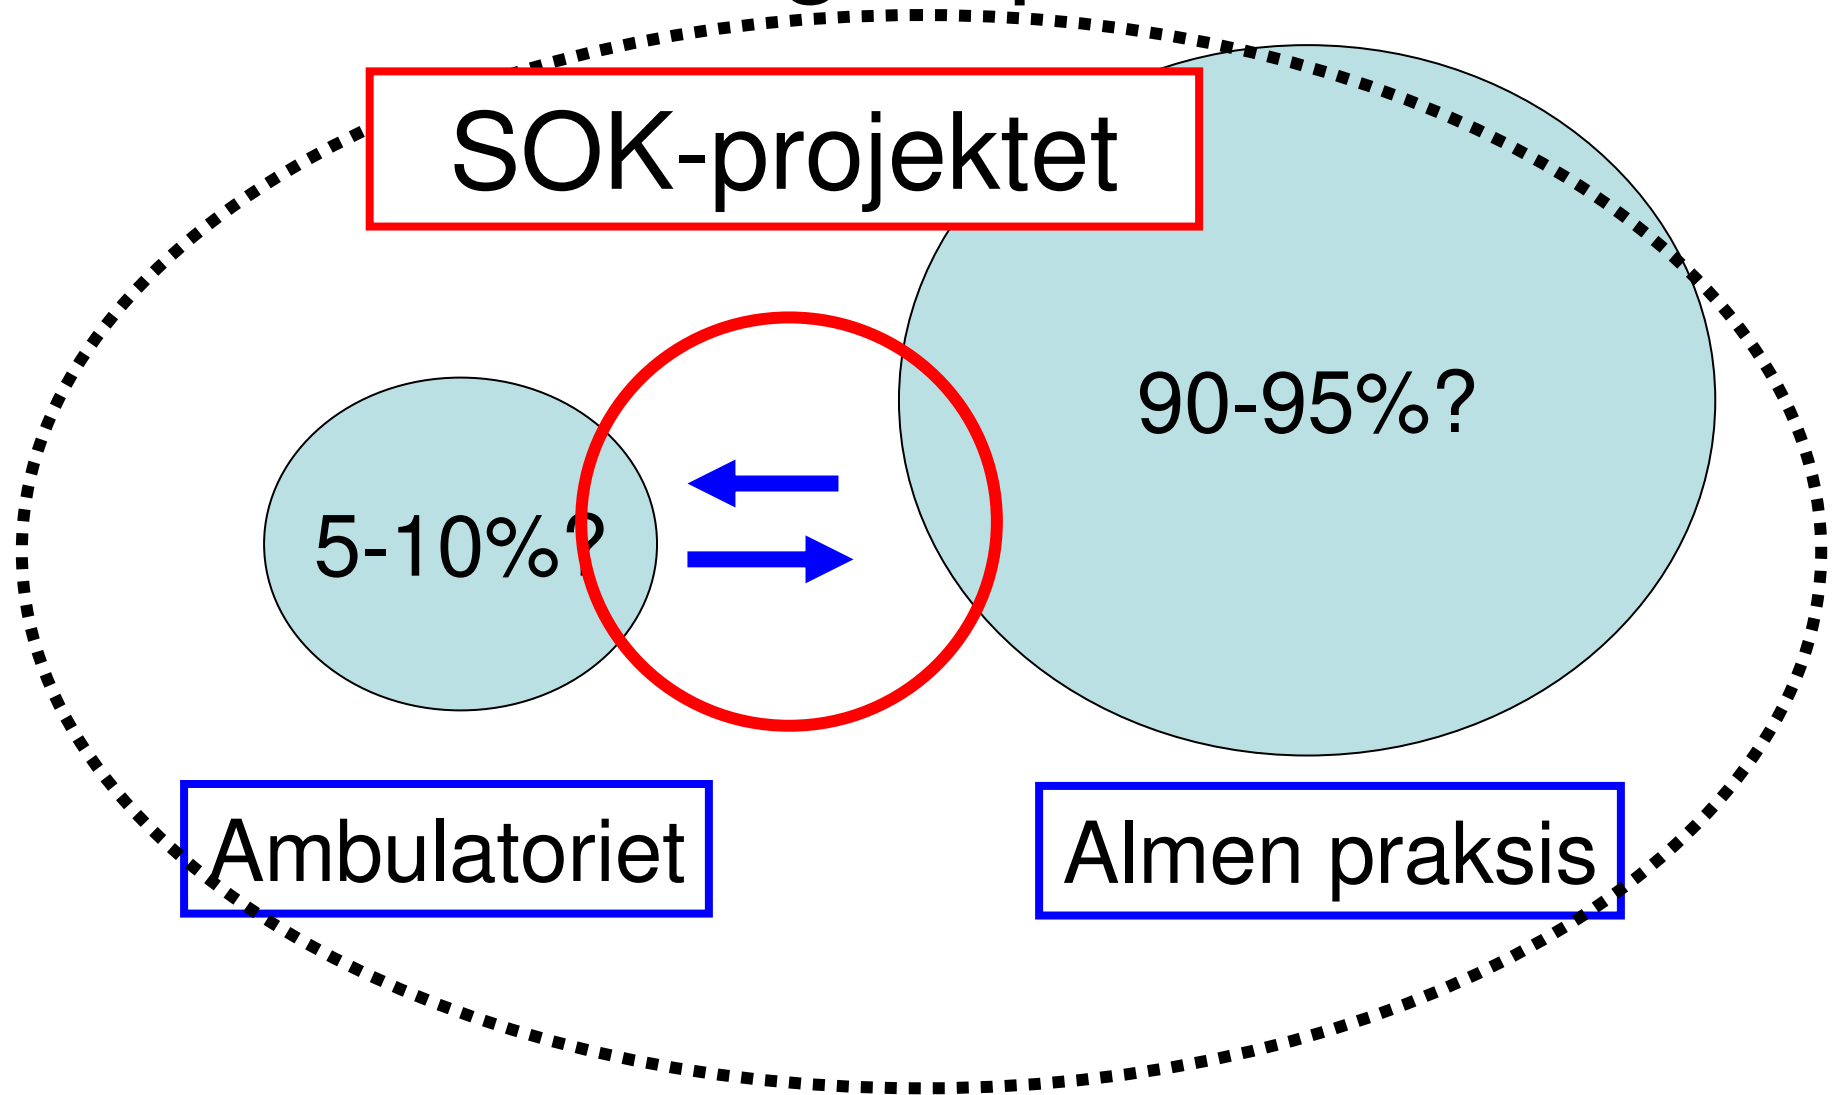 SOK-projektet
90-95%?
5-10%?
Ambulatoriet
Almen praksis